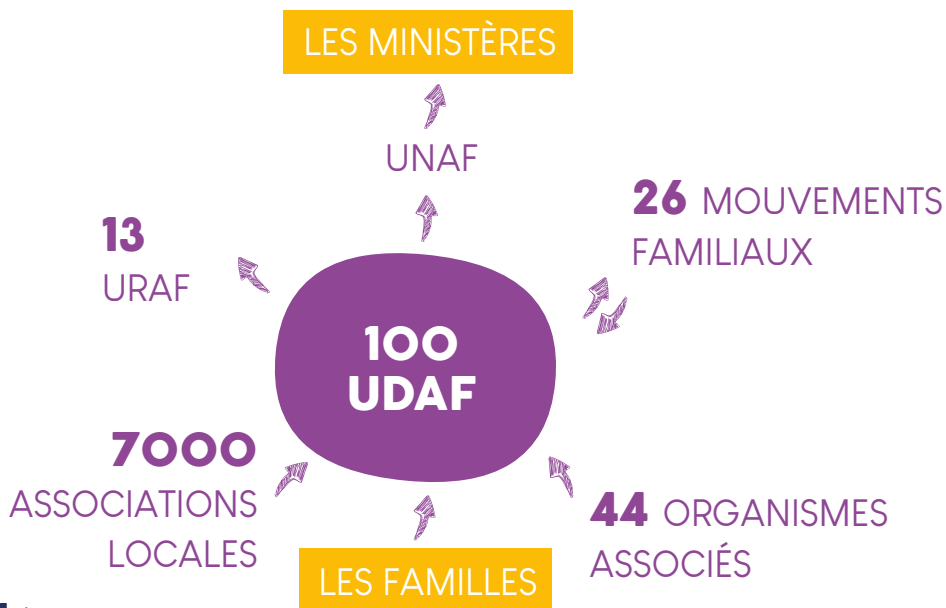 LES MINISTÈRES
UNAF
26 MOUVEMENTS
FAMILIAUX
13
URAF
100
UDAF
7000
ASSOCIATIONS
LOCALES
44 ORGANISMES
ASSOCIÉS
LES FAMILLES